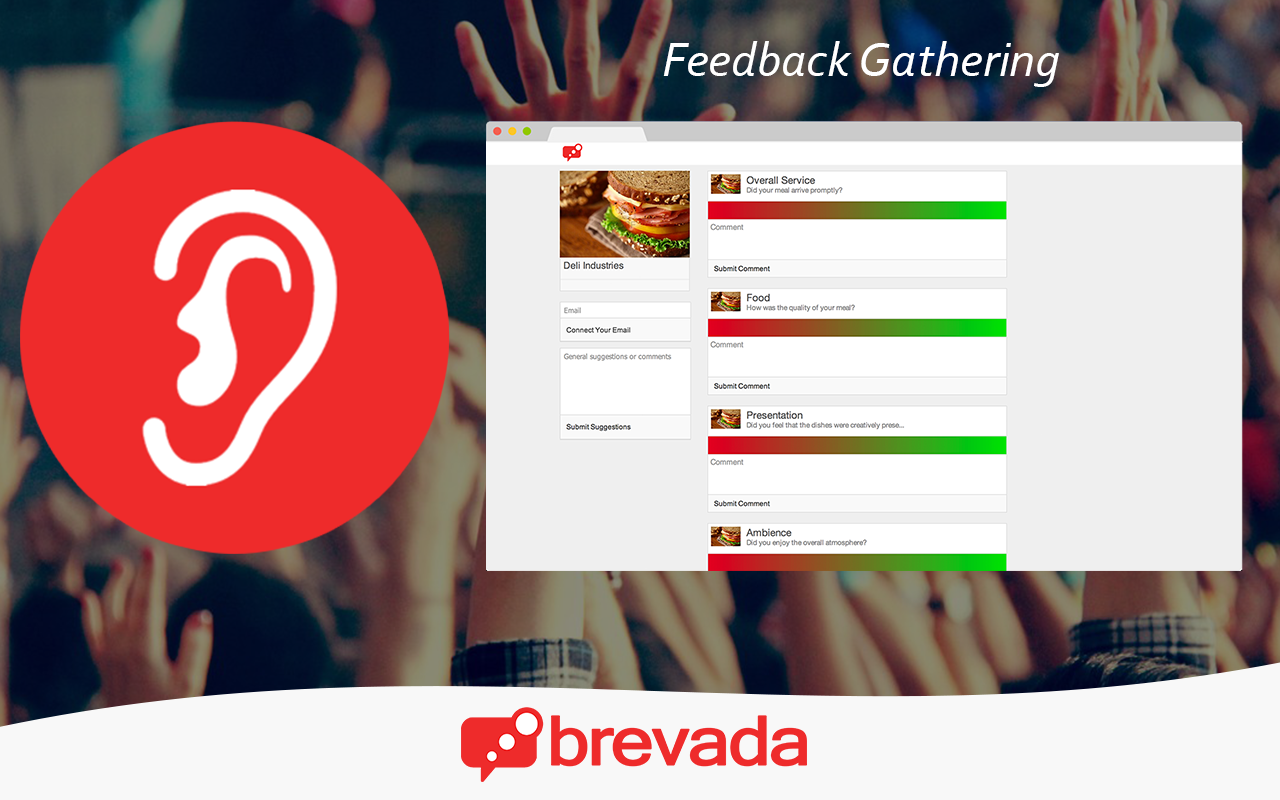 Feedback Gathering
Deli Industries
Email
Connect Your Email
General suggestions or comments
Submit Suggestions
Overall Service
Did your meal arrive promptly?
Comment
Submit Comment
Food
How was the quality of your meal?
Comment
Submit Comment
Presentation
Did you feel that the dishes were creatively prese...
Comment
Submit Comment
Ambience
Did you enjoy the overall atmosphere?
brevada